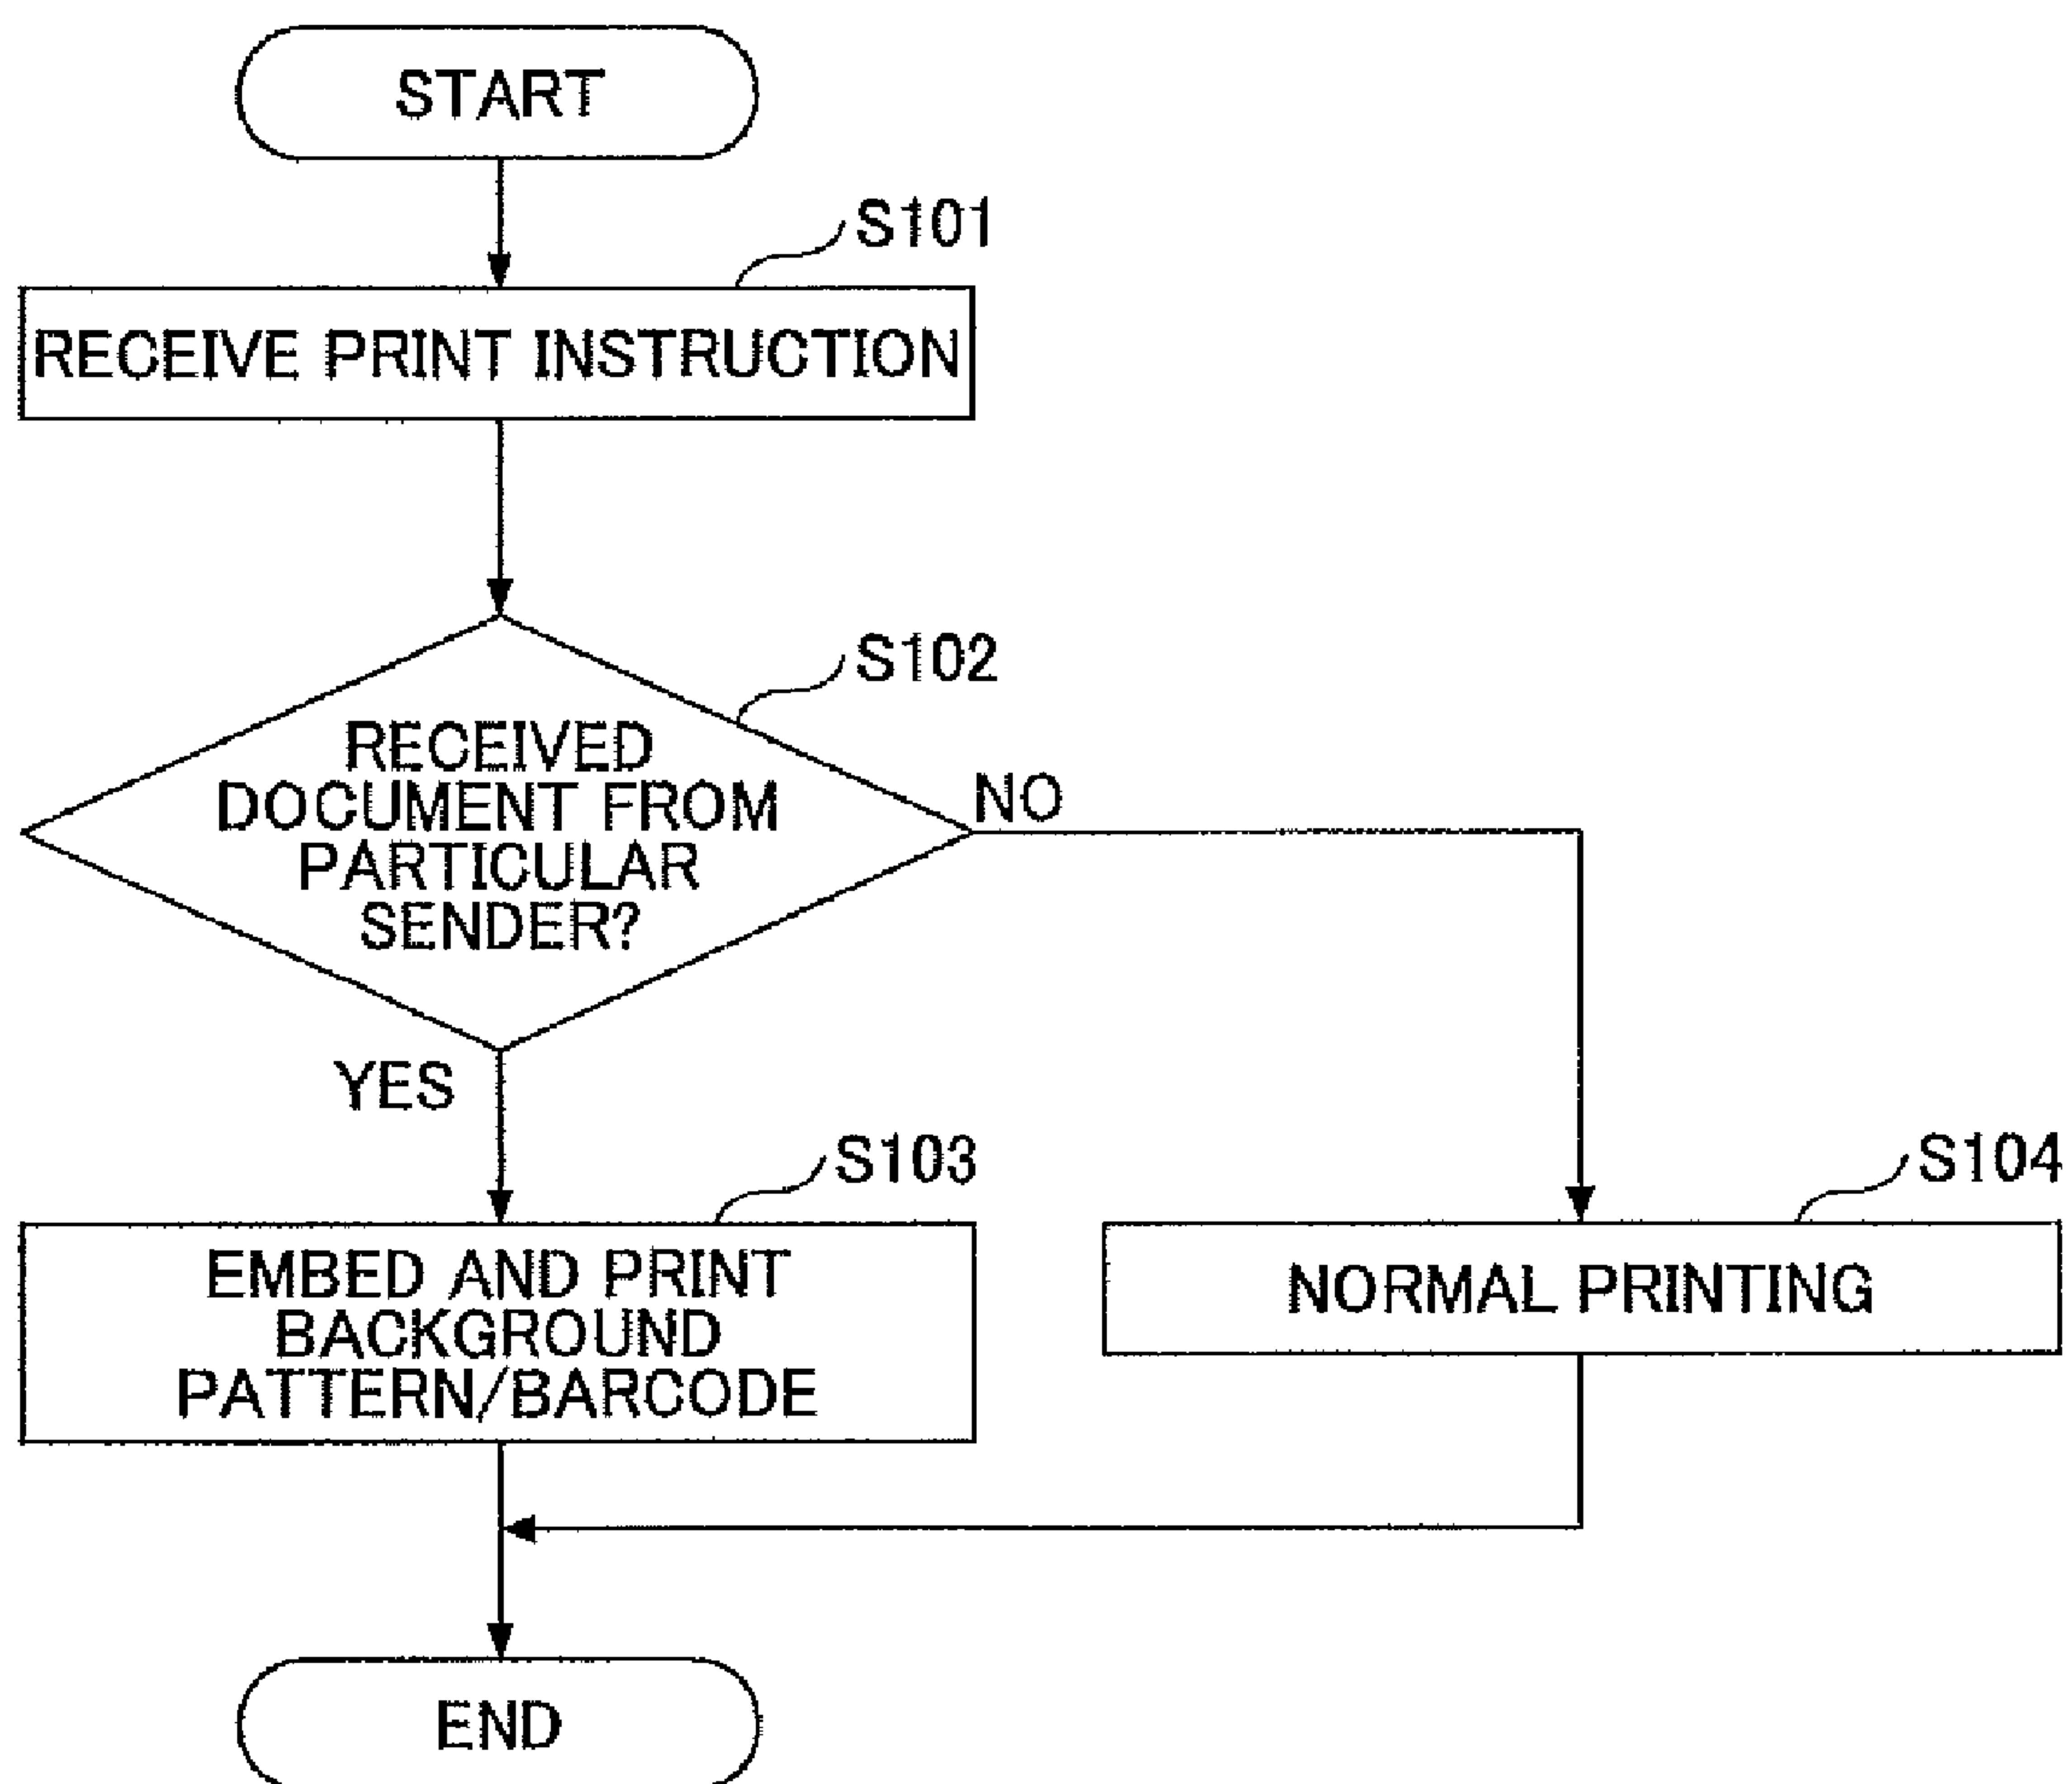 START
S101
RECEIVE PRINT INSTRUCTION
S102
RECEIVED
DOCUMENT FROM
PARTICULAR
SENDER?
NO
YES
S103
EMBED AND PRINT
BACKGROUND
PATTERN/BARCODE
S104
NORMAL PRINTING
END